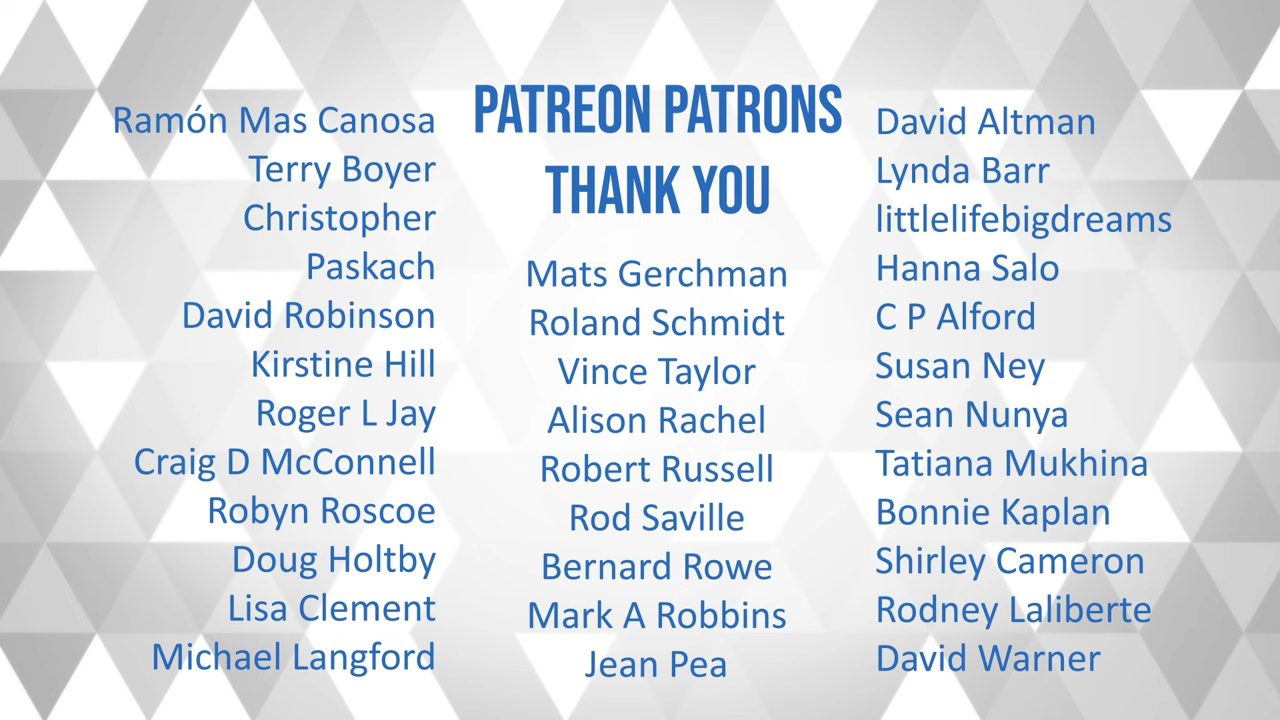 Ramón Mas Canosa
Terry Boyer
Christopher
Paskach
David Robinson
Kirstine Hill
Roger L Jay
Craig D McConnell
Robyn Roscoe
Doug Holtby
Lisa Clement
Michael Langford
PATREON PATRONS
THANK YOU
Mats Gerchman
Roland Schmidt
Vince Taylor
Alison Rachel
Robert Russell
Rod Saville
Bernard Rowe
Mark A Robbins
Jean Pea
David Altman
Lynda Barr
littlelifebigdreams
Hanna Salo
C P Alford
Susan Ney
Sean Nunya
Tatiana Mukhina
Bonnie Kaplan
Shirley Cameron
Rodney Laliberte
David Warner